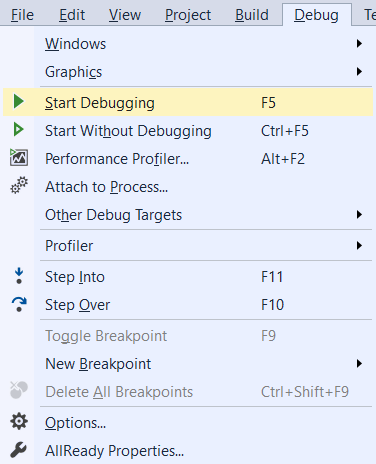 File Edit View Project Build Debug Te
Windows
Graphics
Start Debugging F5
Start Without Debugging Ctrl+F5
Performance Profiler... Alt+F2
Attach to Process...
Other Debug Targets
Profiler
Step Into F11
Step Over F10
Toggle Breakpoint F9
New Breakpoint
Delete All Breakpoints Ctrl+Shift+F9
Options...
AllReady Properties...